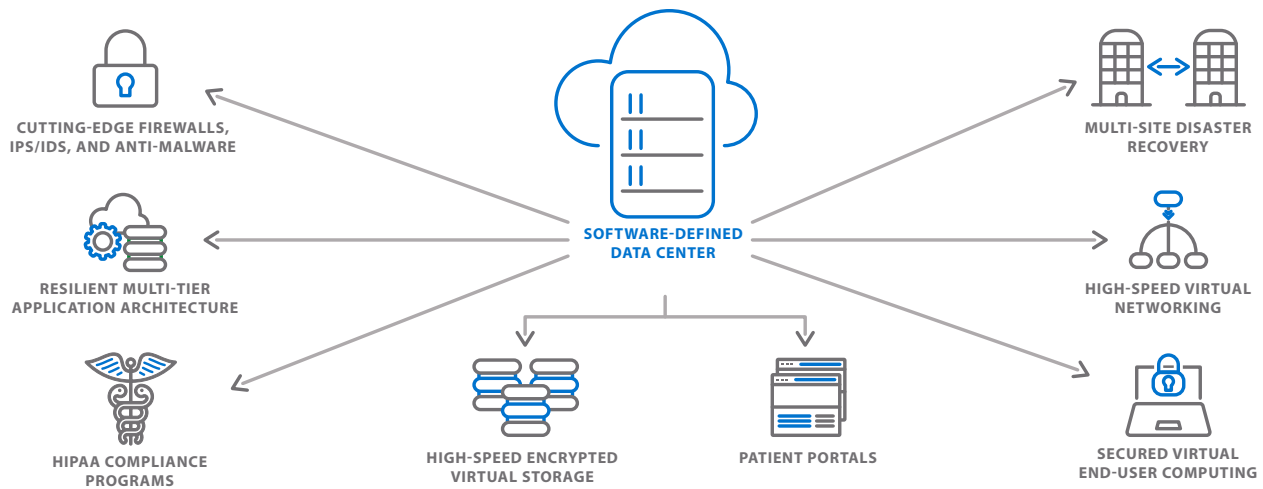 CUTTING-EDGE FIREWALLS,
IPS/IDS, AND ANTI-MALWARE
RESILIENT MULTI-TIER
APPLICATION ARCHITECTURE
HIPAA COMPLIANCE
PROGRAMS
SOFTWARE-DEFINED
DATA CENTER
HIGH-SPEED ENCRYPTED
VIRTUAL STORAGE
PATIENT PORTALS
MULTI-SITE DISASTER
RECOVERY
HIGH-SPEED VIRTUAL
NETWORKING
SECURED VIRTUAL
END-USER COMPUTING